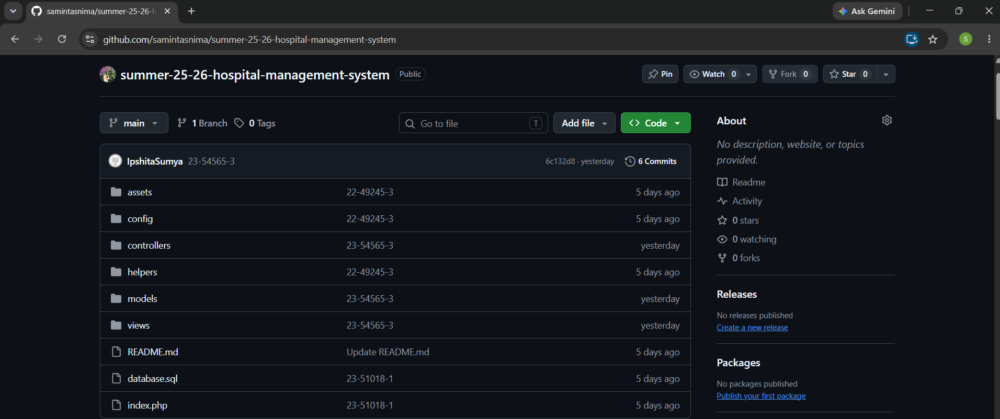 samintasnima/summer-25-26-h
Ask Gemini
github.com/samintasnima/summer-25-26-hospital-management-system
S
summer-25-26-hospital-management-system Public
Pin Watch 0 Fork 0 Star 0
main 1 Branch 0 Tags
Go to file T Add file Code
IpshitaSumya 23-54565-3 6c132d8 · yesterday 6 Commits
assets 22-49245-3 5 days ago
config 22-49245-3 5 days ago
controllers 23-54565-3 yesterday
helpers 22-49245-3 5 days ago
models 23-54565-3 yesterday
views 23-54565-3 yesterday
README.md Update README.md 5 days ago
database.sql 23-51018-1 5 days ago
index.php 23-51018-1 5 days ago
About
No description, website, or topics
provided.
Readme
Activity
0 stars
0 watching
0 forks
Releases
No releases published
Create a new release
Packages
No packages published
Publish your first package